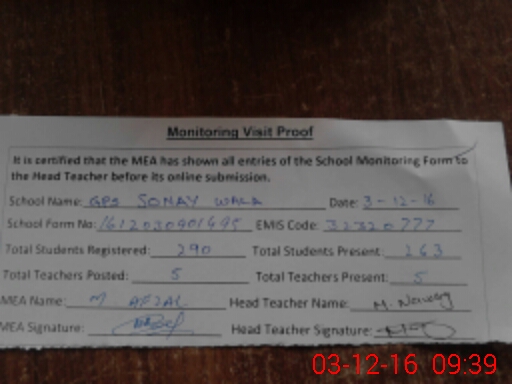 Monitoring Visit Proof
It is certified that the MEA has shown all entries of the School Monitoring Form to
the Head Teacher before its online submission.
School Name: GPS SONAY WALA Date: 3-12-16
School Form No: EMIS Code: 32320777
Total Students Registered: 290 Total Students Present: 263
Total Teachers Posted: 5 Total Teachers Present: 5
MEA Name: M. AFZAL Head Teacher Name: M.
MEA Signature: Head Teacher Signature:
03-12-16 09:39